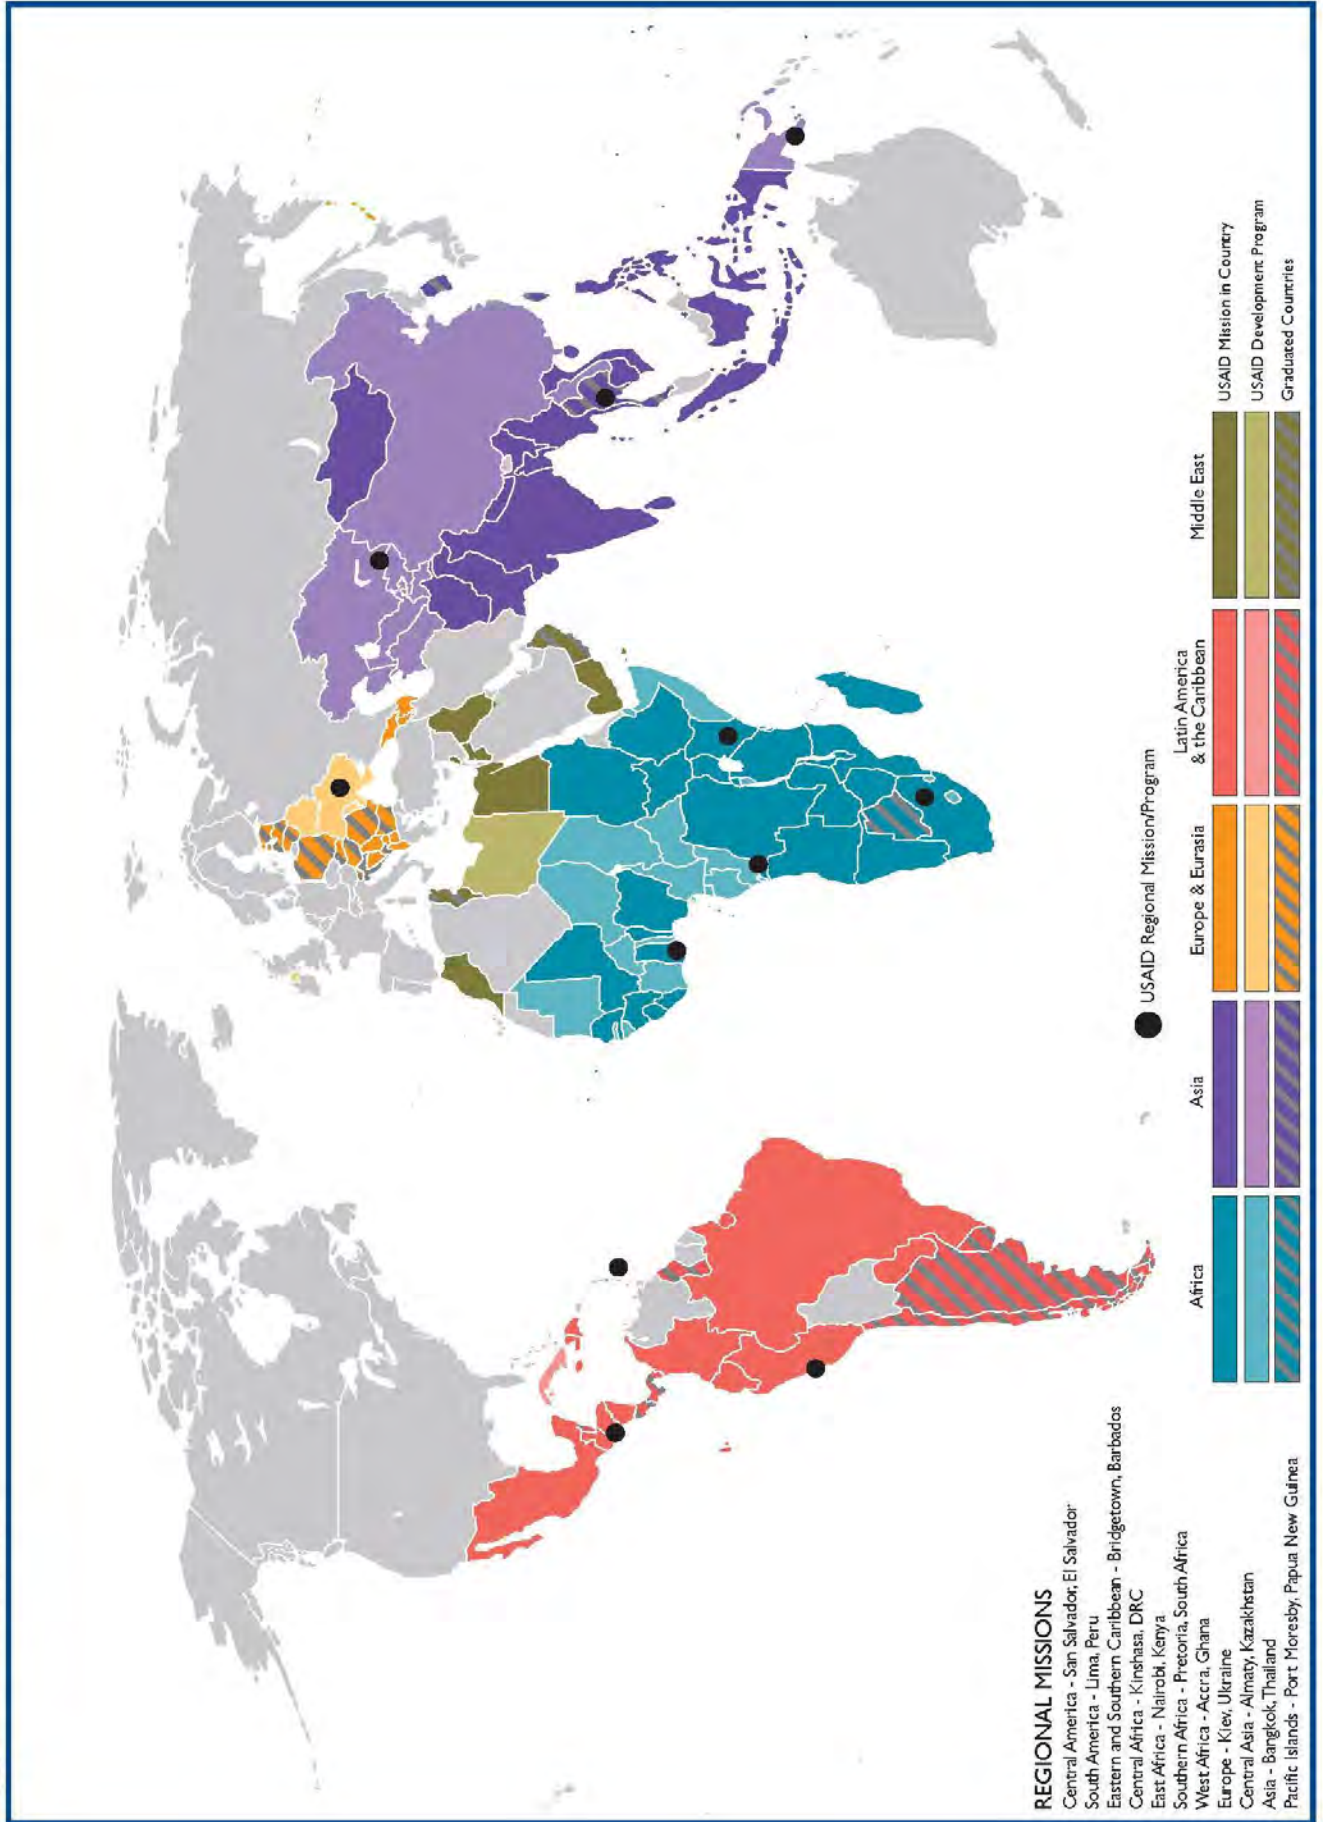 REGIONAL MISSIONS
Central America - San Salvador, El Salvador
South America - Lima, Peru
Eastern and Southern Caribbean - Bridgetown, Barbados
Central Africa - Kinshasa, DRC
East Africa - Nairobi, Kenya
Southern Africa - Pretoria, South Africa
West Africa - Accra, Ghana
Europe - Kiev, Ukraine
Central Asia - Almaty, Kazakhstan
Asia - Bangkok, Thailand
Pacific Islands - Port Moresby, Papua New Guinea
USAID Regional Mission/Program
Africa
Asia
Europe & Eurasia
Latin America
& the Caribbean
Middle East
USAID Mission in Country
USAID Development Program
Graduated Countries